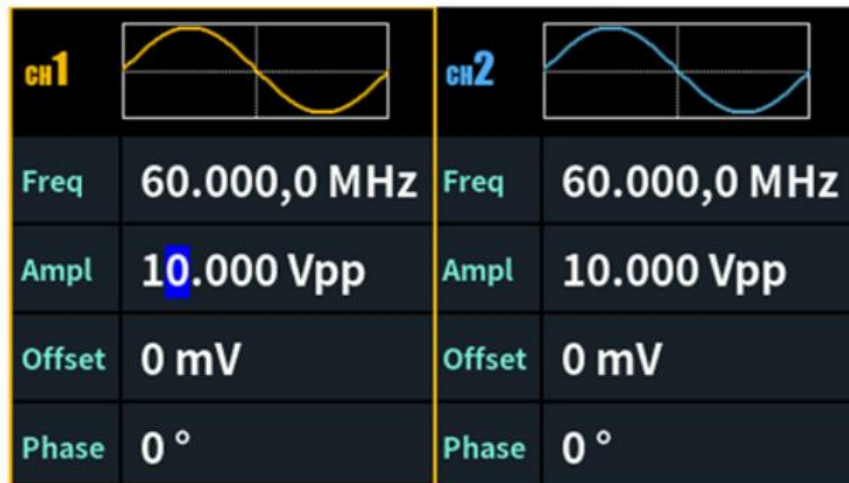 CH1
Freq 60.000,0 MHz
Ampl 10.000 Vpp
Offset 0 mV
Phase 0 °
CH2
Freq 60.000,0 MHz
Ampl 10.000 Vpp
Offset 0 mV
Phase 0 °